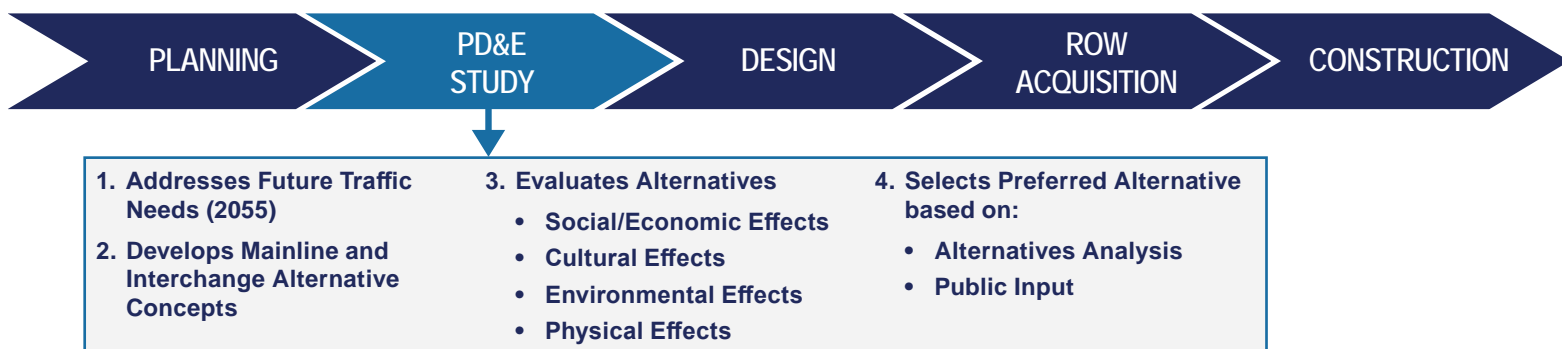 PLANNING
PD&E
STUDY
DESIGN
ROW
ACQUISITION
CONSTRUCTION
1. Addresses Future Traffic
Needs (2055)
2. Develops Mainline and
Interchange Alternative
Concepts
3. Evaluates Alternatives
• Social/Economic Effects
• Cultural Effects
• Environmental Effects
• Physical Effects
4. Selects Preferred Alternative
based on:
• Alternatives Analysis
• Public Input